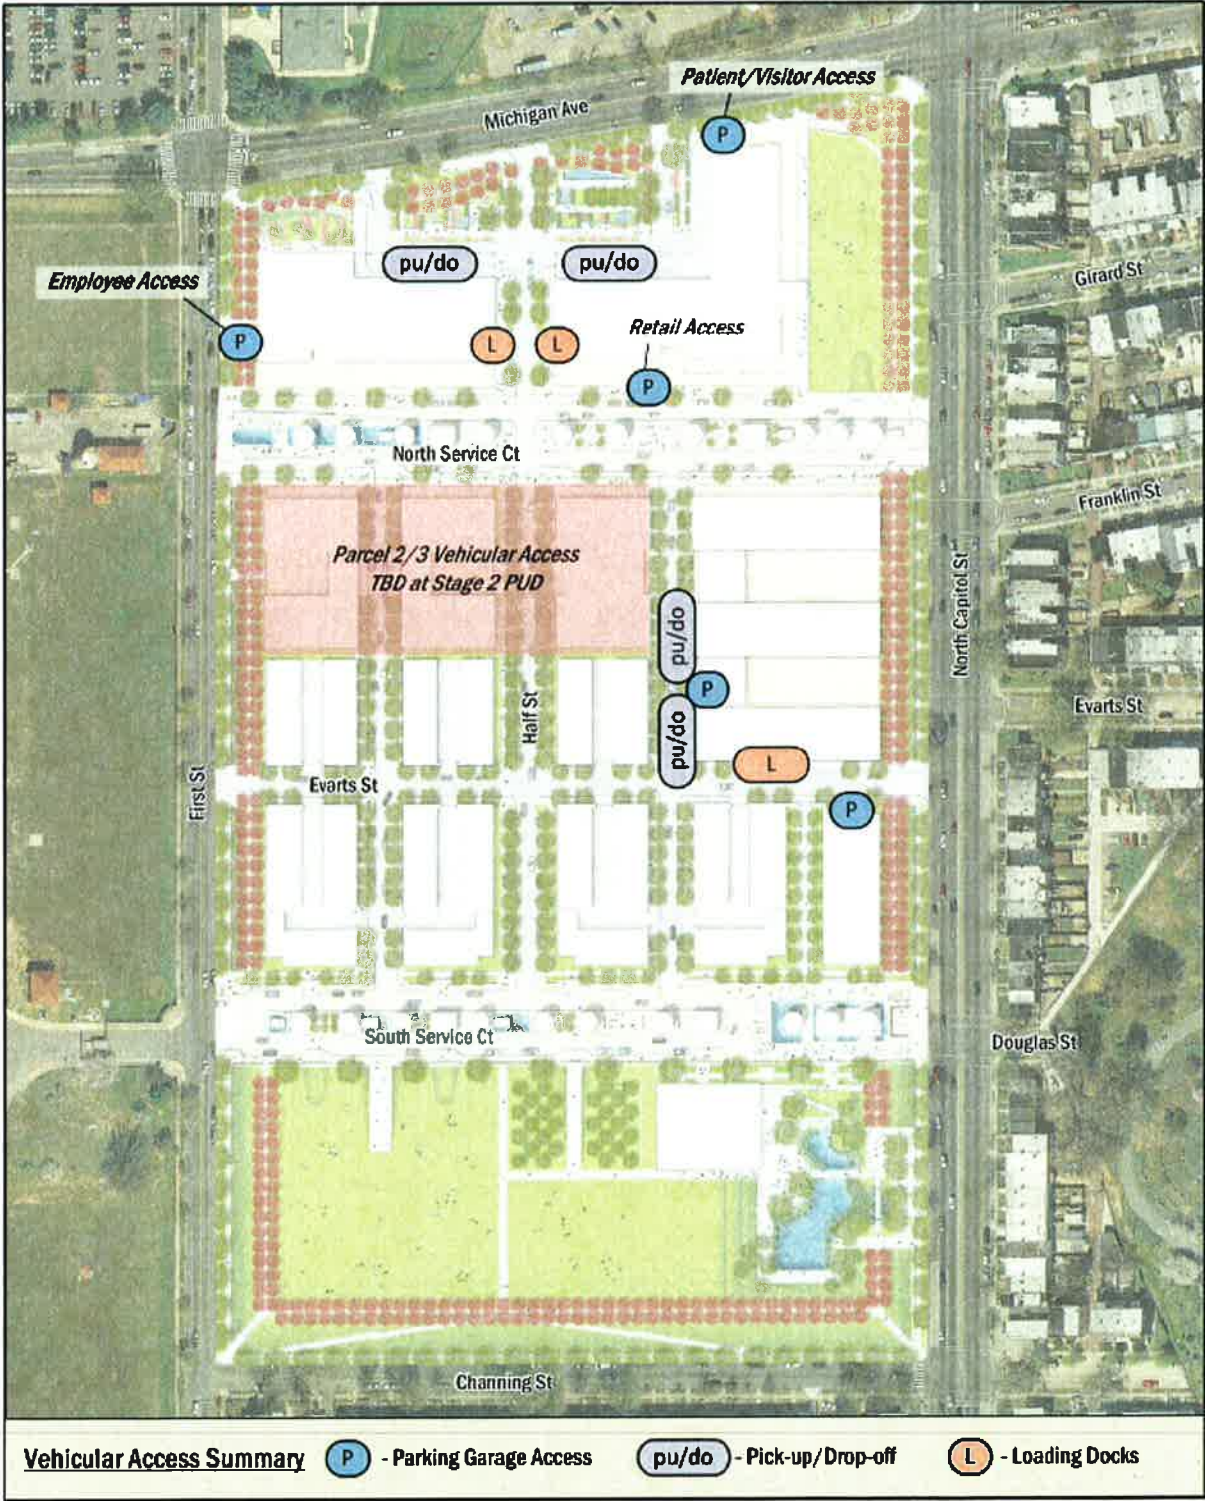 Patient/Visitor Access
Michigan Ave
P
pu/do
pu/do
Girard St
Employee Access
P
Retail Access
L
L
P
North Service Ct
Franklin St
Parcel 2/3 Vehicular Access
TBD at Stage 2 PUD
North Capitol St
pu/do
P
Half St
pu/do
Evarts St
L
Evarts St
First St
P
South Service Ct
Douglas St
Channing St
Vehicular Access Summary
P - Parking Garage Access
pu/do - Pick-up/Drop-off
L - Loading Docks